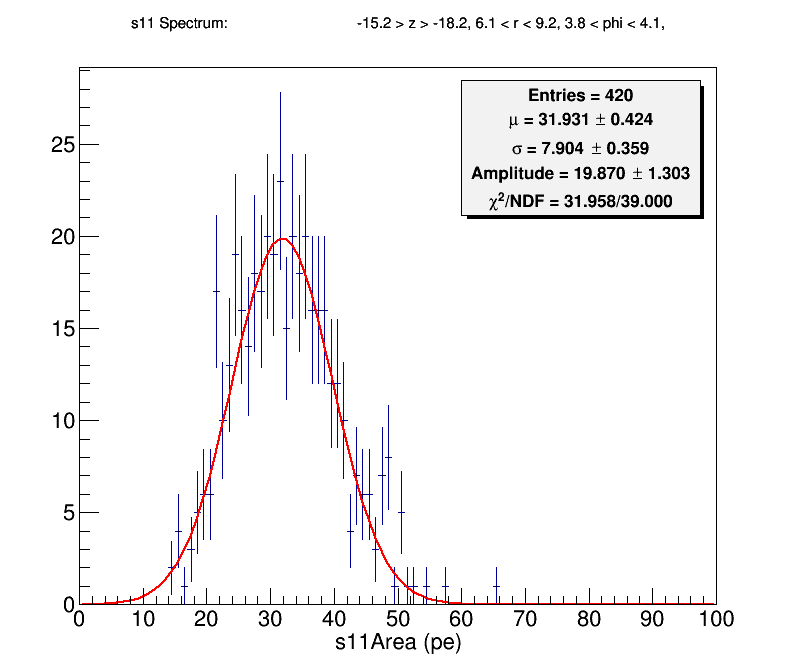 s11 Spectrum: -15.2 > z > -18.2, 6.1 < r < 9.2, 3.8 < phi < 4.1,
Entries = 420
μ = 31.931 ± 0.424
σ = 7.904 ± 0.359
Amplitude = 19.870 ± 1.303
χ²/NDF = 31.958/39.000
25
20
15
10
5
0
0 10 20 30 40 50 60 70 80 90 100
s11Area (pe)